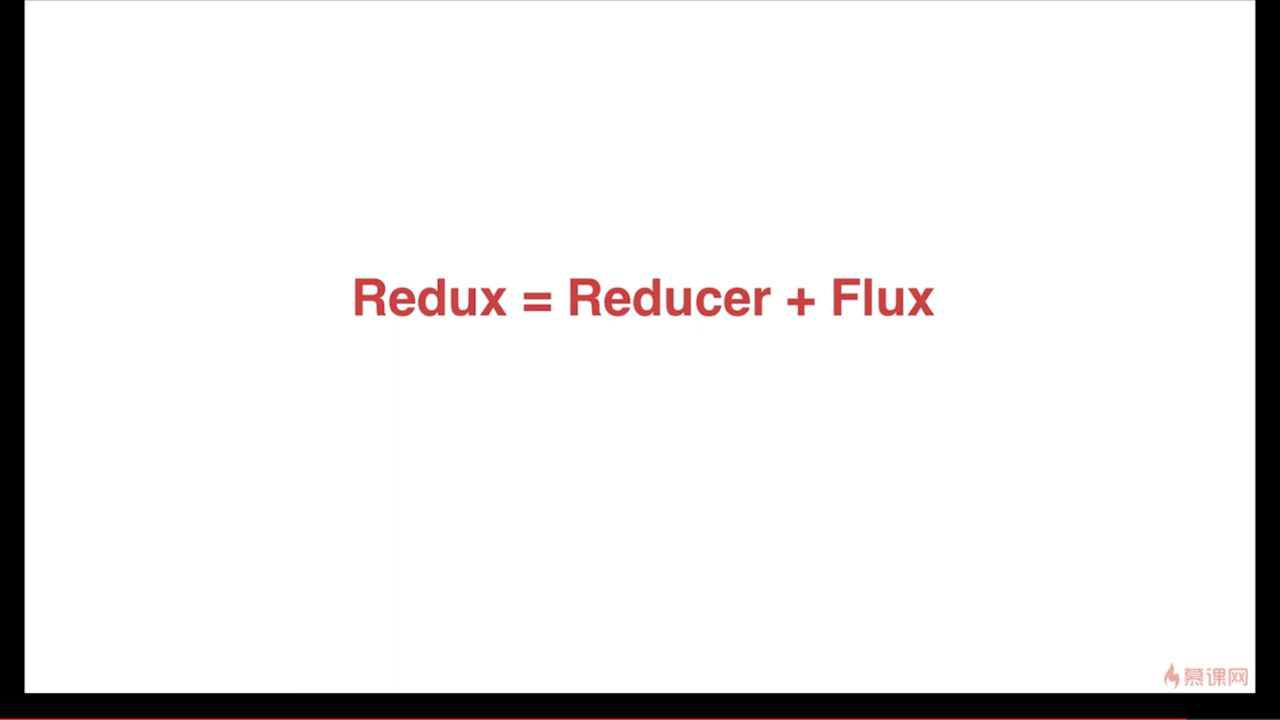 Redux = Reducer + Flux
慕课网